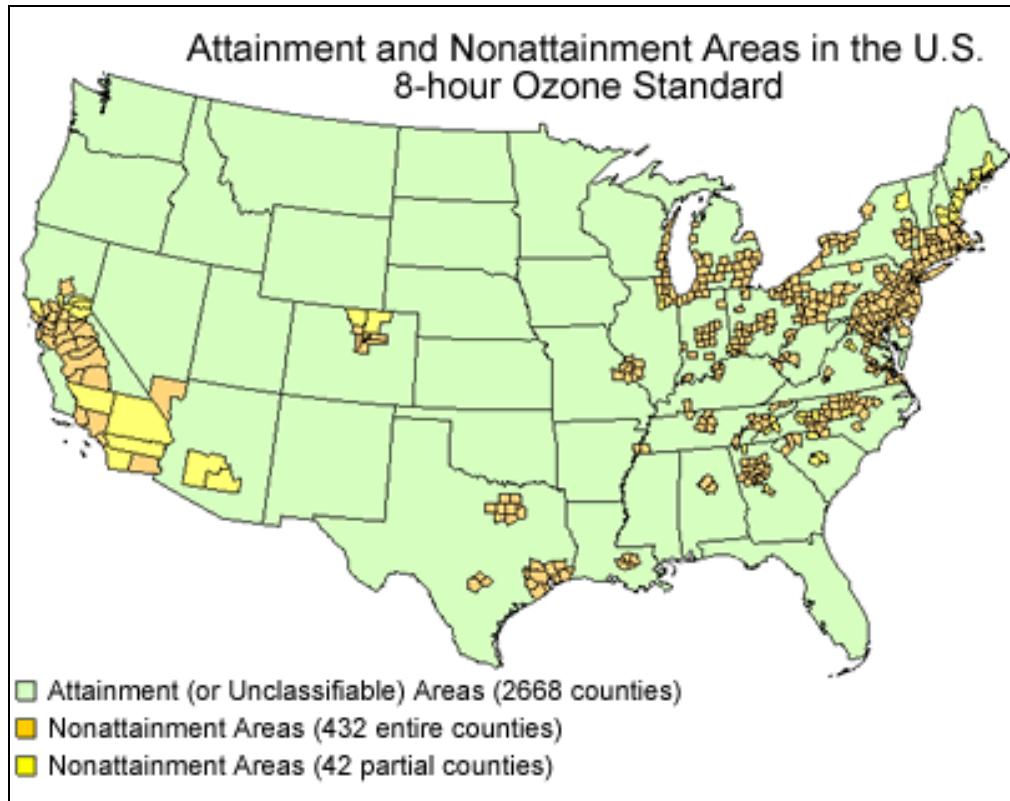 Attainment and Nonattainment Areas in the U.S.
8-hour Ozone Standard
Attainment (or Unclassifiable) Areas (2668 counties)
Nonattainment Areas (432 entire counties)
Nonattainment Areas (42 partial counties)